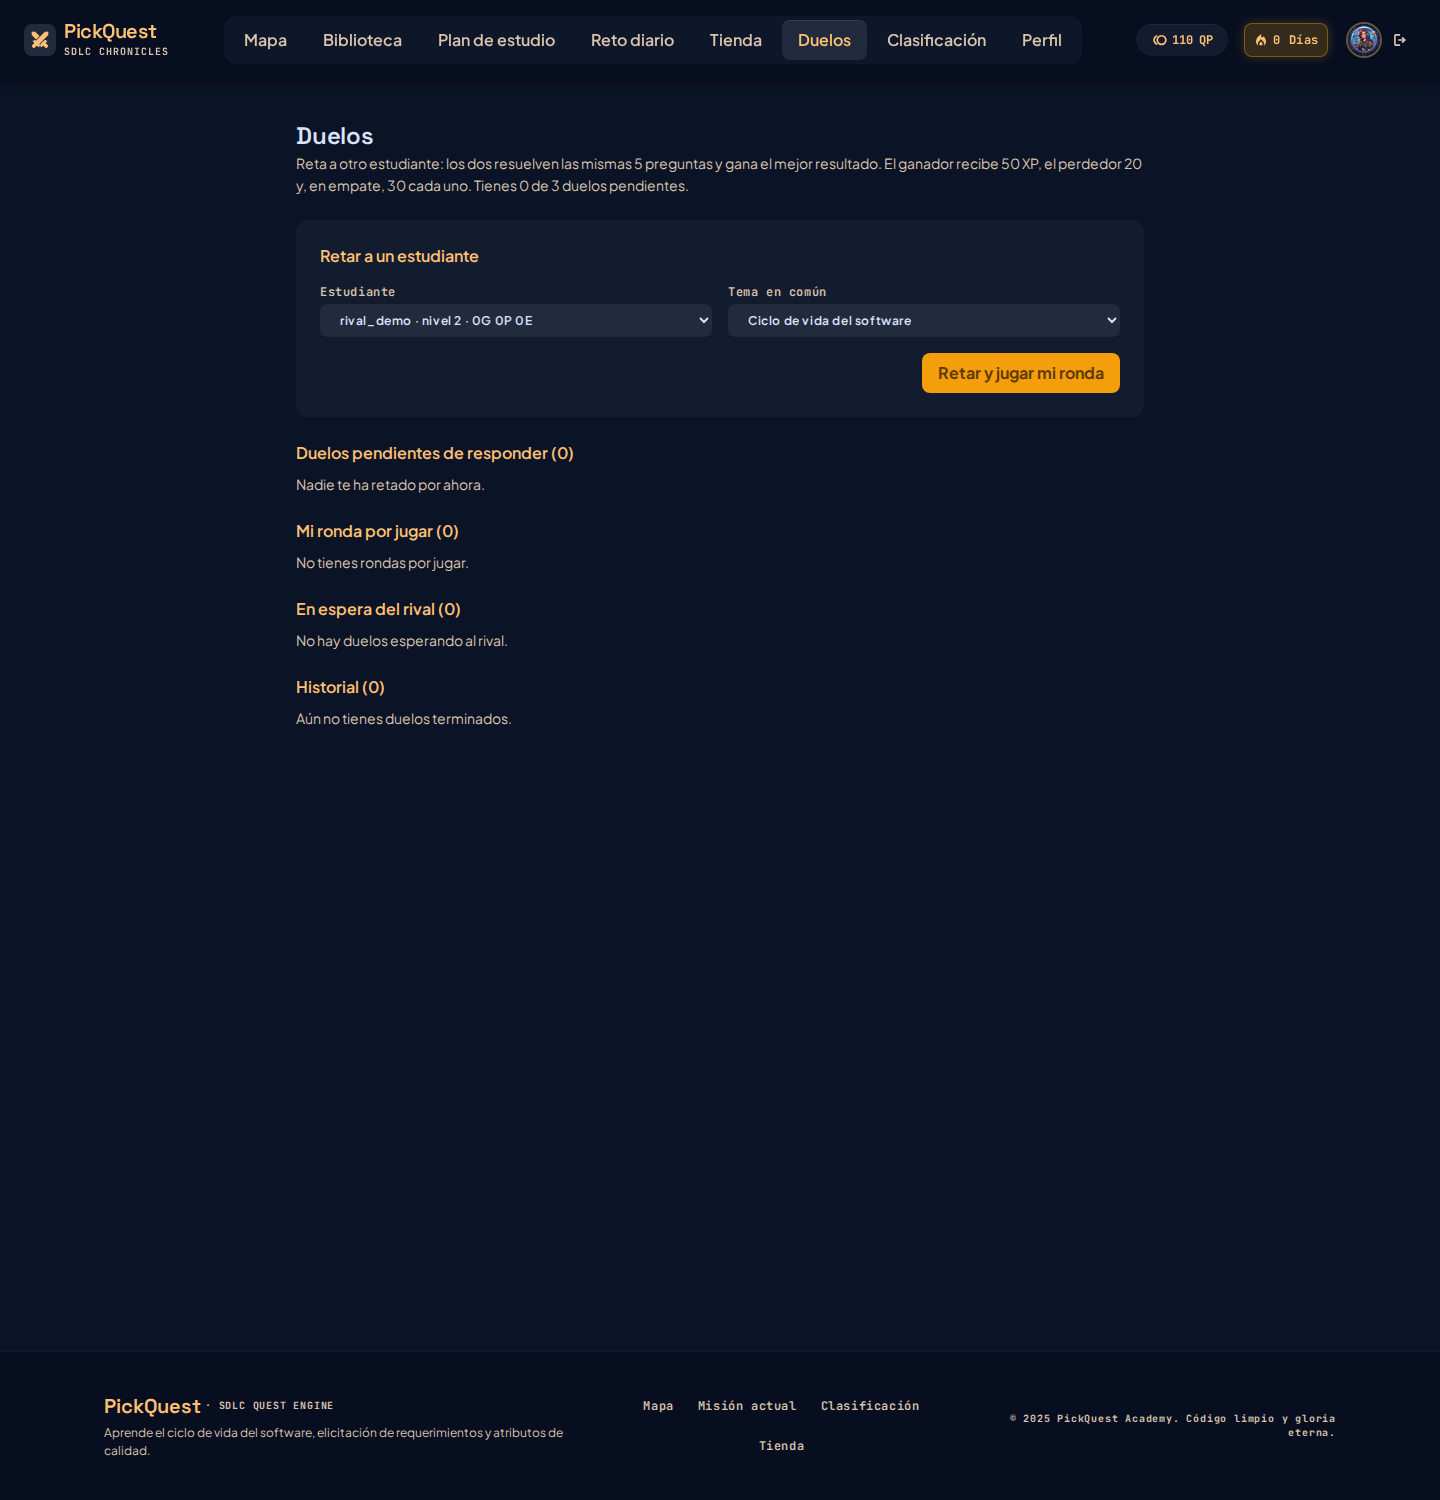 PickQuest
SDLC CHRONICLES
Mapa
Biblioteca
Plan de estudio
Reto diario
Tienda
Duelos
Clasificación
Perfil
110 QP
0 Días
Duelos
Reta a otro estudiante: los dos resuelven las mismas 5 preguntas y gana el mejor resultado. El ganador recibe 50 XP, el perdedor 20
y, en empate, 30 cada uno. Tienes 0 de 3 duelos pendientes.
Retar a un estudiante
Estudiante
Tema en común
rival_demo · nivel 2 · 0G 0P 0E
Ciclo de vida del software
Retar y jugar mi ronda
Duelos pendientes de responder (0)
Nadie te ha retado por ahora.
Mi ronda por jugar (0)
No tienes rondas por jugar.
En espera del rival (0)
No hay duelos esperando al rival.
Historial (0)
Aún no tienes duelos terminados.
PickQuest · SDLC QUEST ENGINE
Aprende el ciclo de vida del software, elicitación de requerimientos y atributos de
calidad.
Mapa
Misión actual
Clasificación
Tienda
© 2025 PickQuest Academy. Código limpio y gloria
eterna.